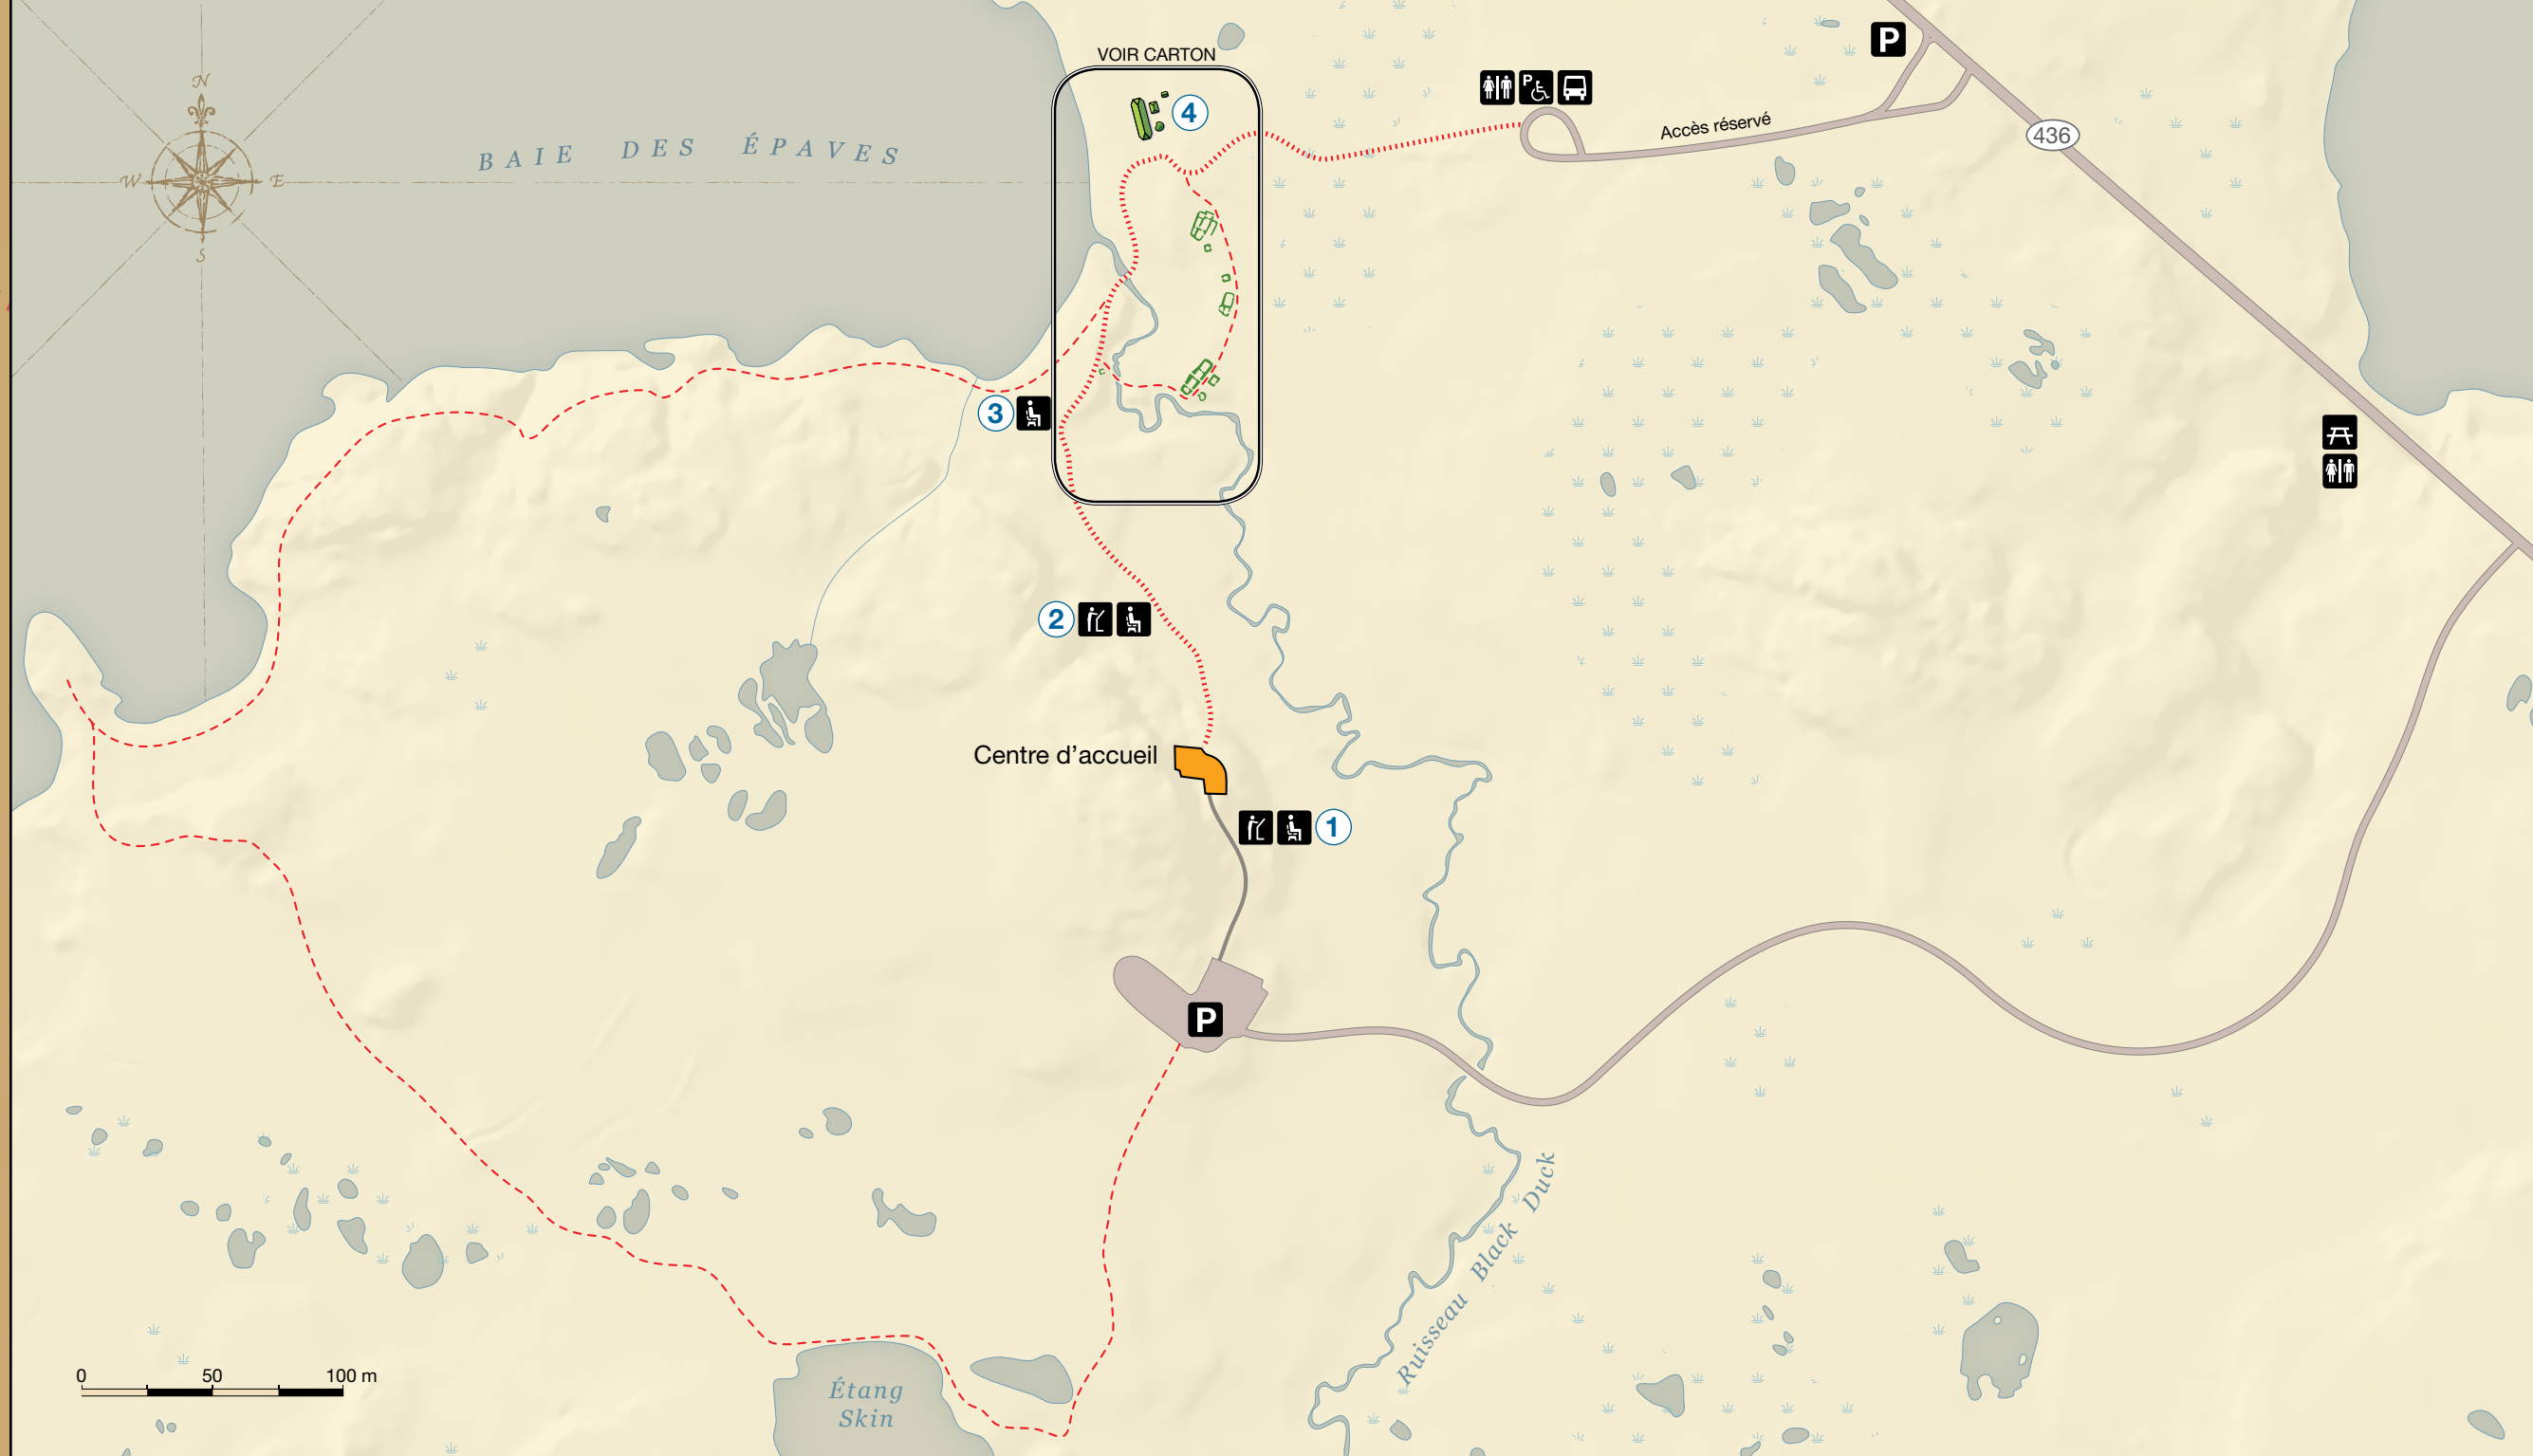 VOIR CARTON
P
4
P
Accès réservé
436
N
W
E
S
BAIE DES ÉPAVES
3
2
Centre d'accueil
1
P
Ruisseau Black Duck
0 50 100 m
Étang
Skin